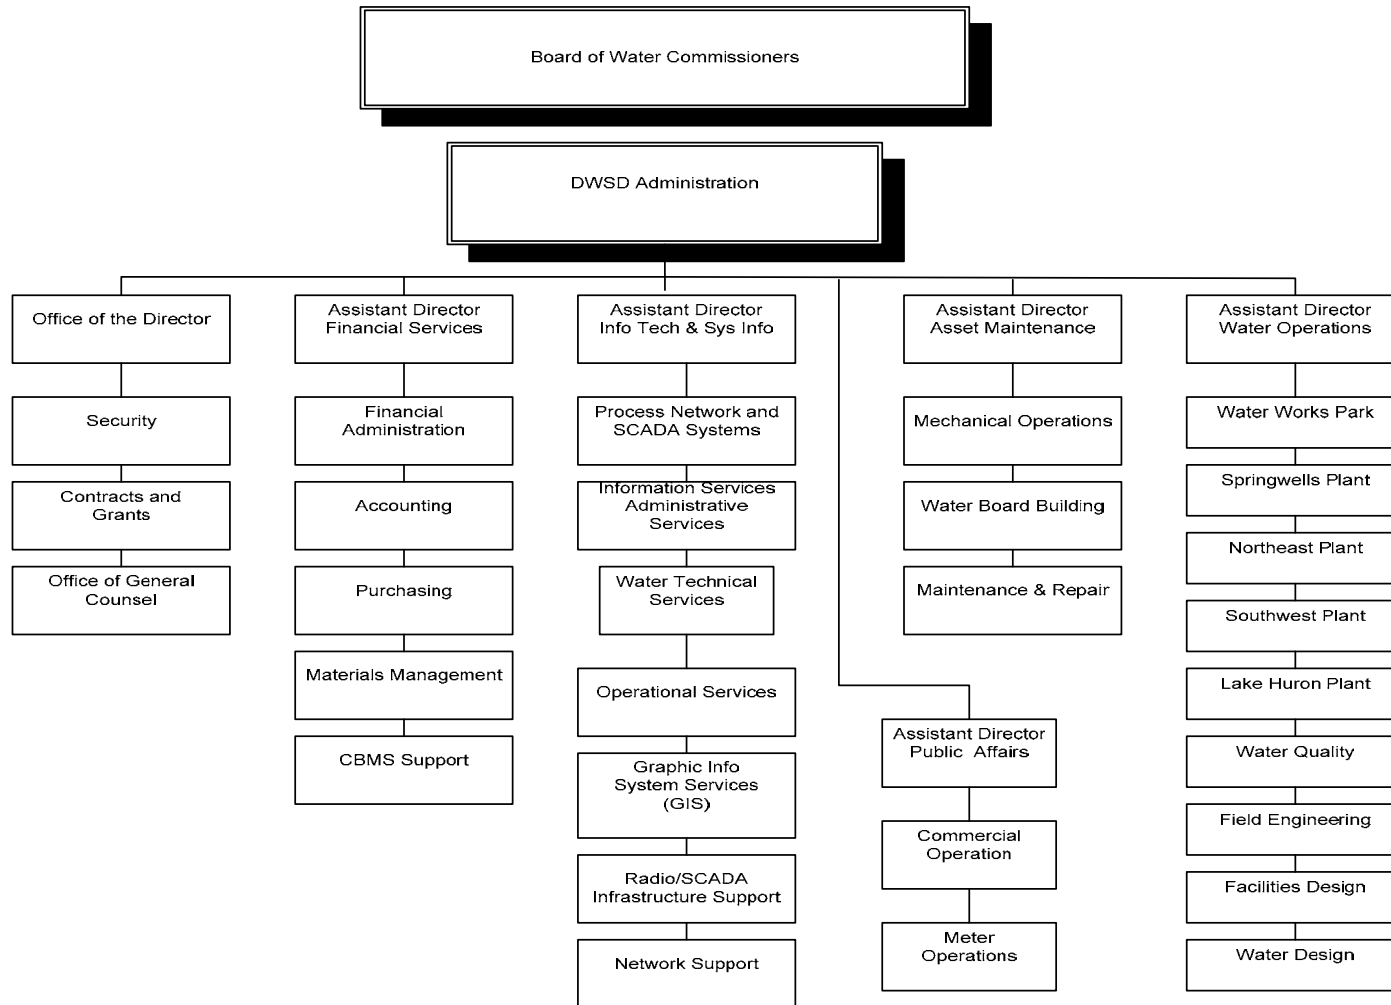 Board of Water Commissioners
DWSD Administration
Office of the Director
Security
Contracts and
Grants
Office of General
Counsel
Assistant Director
Financial Services
Financial
Administration
Accounting
Purchasing
Materials Management
CBMS Support
Assistant Director
Info Tech & Sys Info
Process Network and
SCADA Systems
Information Services
Administrative
Services
Water Technical
Services
Operational Services
Graphic Info
System Services
(GIS)
Radio/SCADA
Infrastructure Support
Network Support
Assistant Director
Asset Maintenance
Mechanical Operations
Water Board Building
Maintenance & Repair
Assistant Director
Public Affairs
Commercial
Operation
Meter
Operations
Assistant Director
Water Operations
Water Works Park
Springwells Plant
Northeast Plant
Southwest Plant
Lake Huron Plant
Water Quality
Field Engineering
Facilities Design
Water Design